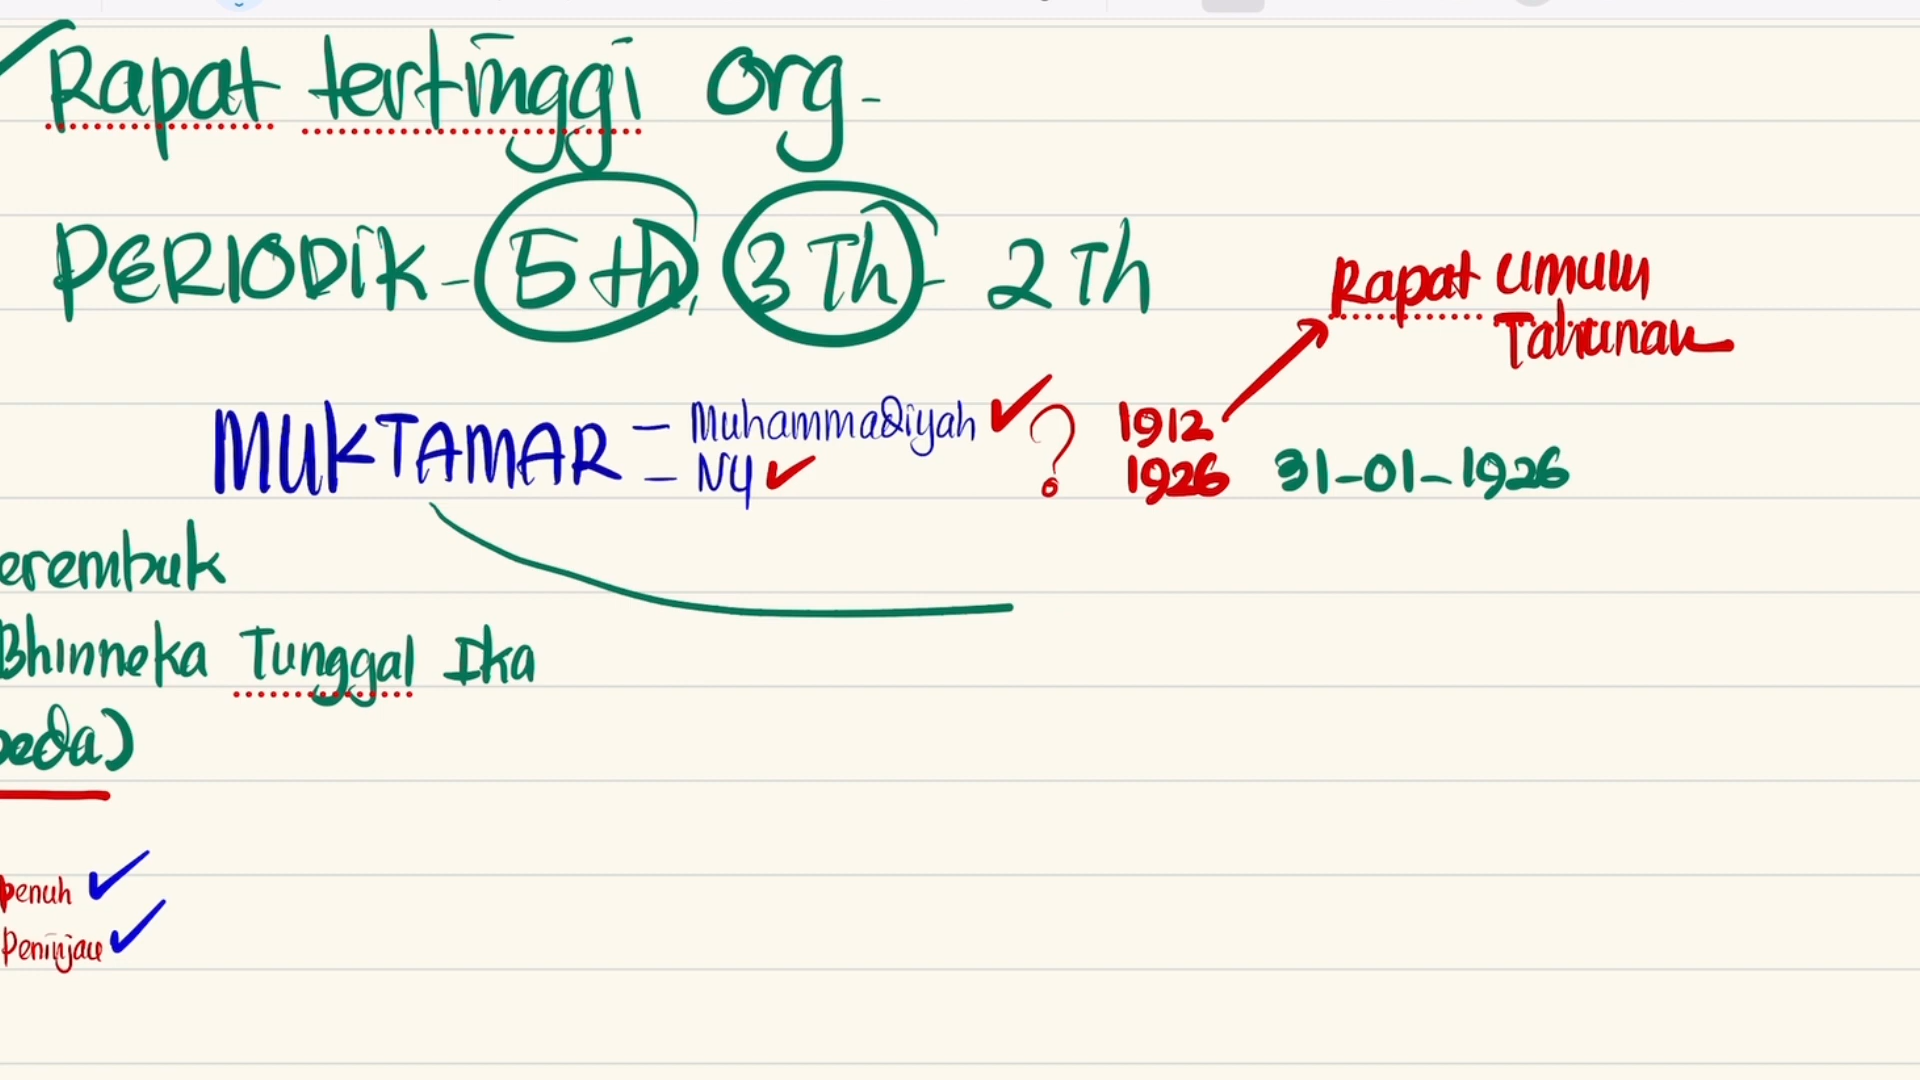 Rapat tertinggi Org-
PERIODIK - 5 th, 3 Th - 2 Th
Rapat Umum
Tahunan
MUKTAMAR - Muhammadiyah ✓ ? 1912
- NU ✓ 1926 31-01-1926
erembuk
Bhinneka Tunggal Ika
beda)
penuh ✓
Peninjau ✓